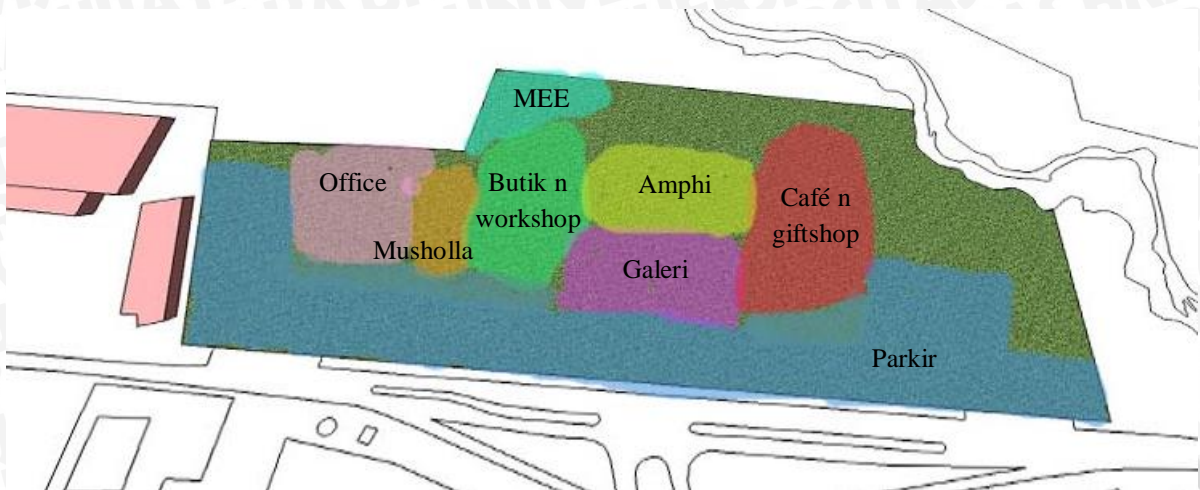 MEE
Office
Musholla
Butik n
workshop
Amphi
Galeri
Café n
giftshop
Parkir